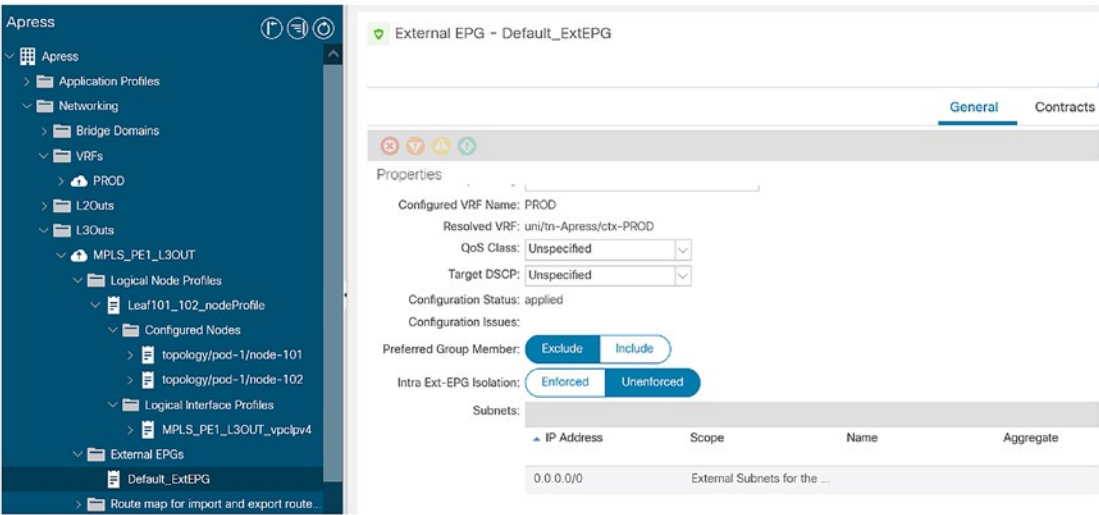 Apress
Apress
Application Profiles
Networking
Bridge Domains
VRFs
PROD
L2Outs
L3Outs
MPLS_PE1_L3OUT
Logical Node Profiles
Leaf101_102_nodeProfile
Configured Nodes
topology/pod-1/node-101
topology/pod-1/node-102
Logical Interface Profiles
MPLS_PE1_L3OUT_vpcIpv4
External EPGs
Default_ExtEPG
Route map for import and export route...
External EPG - Default_ExtEPG
General Contracts
Properties
Configured VRF Name: PROD
Resolved VRF: uni/tn-Apress/ctx-PROD
QoS Class: Unspecified
Target DSCP: Unspecified
Configuration Status: applied
Configuration Issues:
Preferred Group Member: Exclude Include
Intra Ext-EPG Isolation: Enforced Unenforced
Subnets:
IP Address Scope Name Aggregate
0.0.0.0/0 External Subnets for the ...